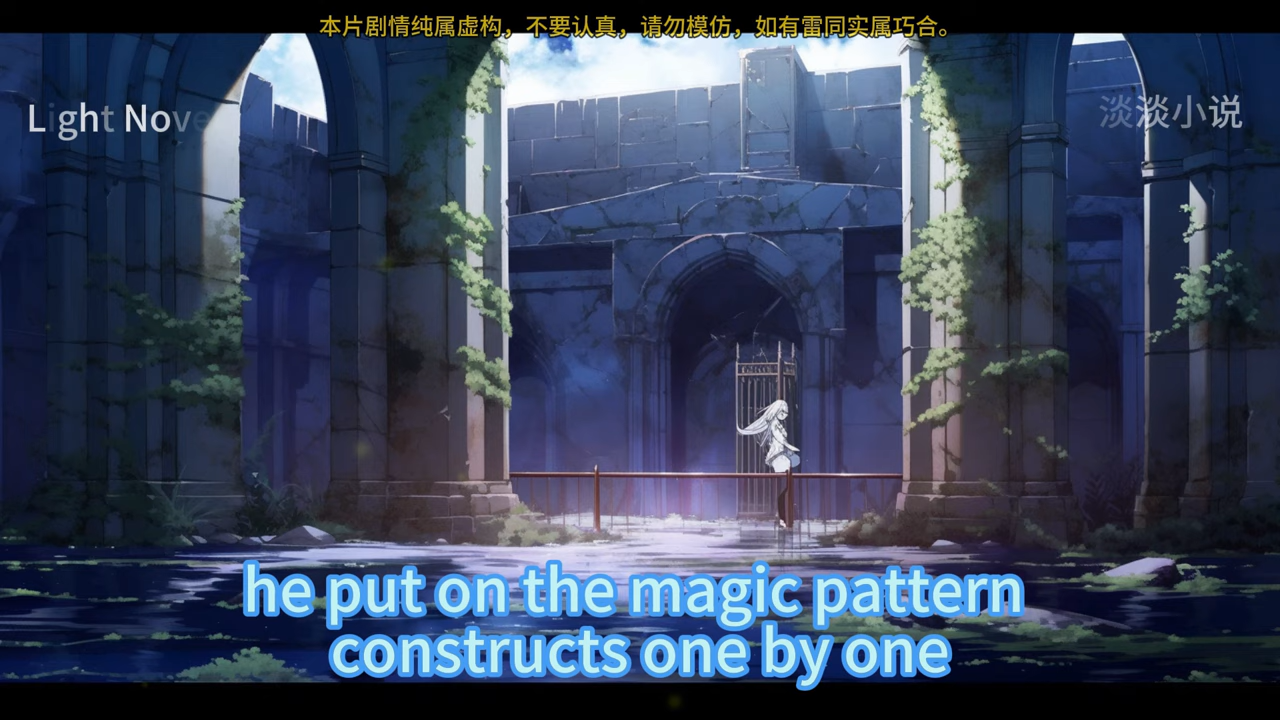 本片剧情纯属虚构，不要认真，请勿模仿，如有雷同实属巧合。
Light Nove
淡淡小说
he put on the magic pattern
constructs one by one